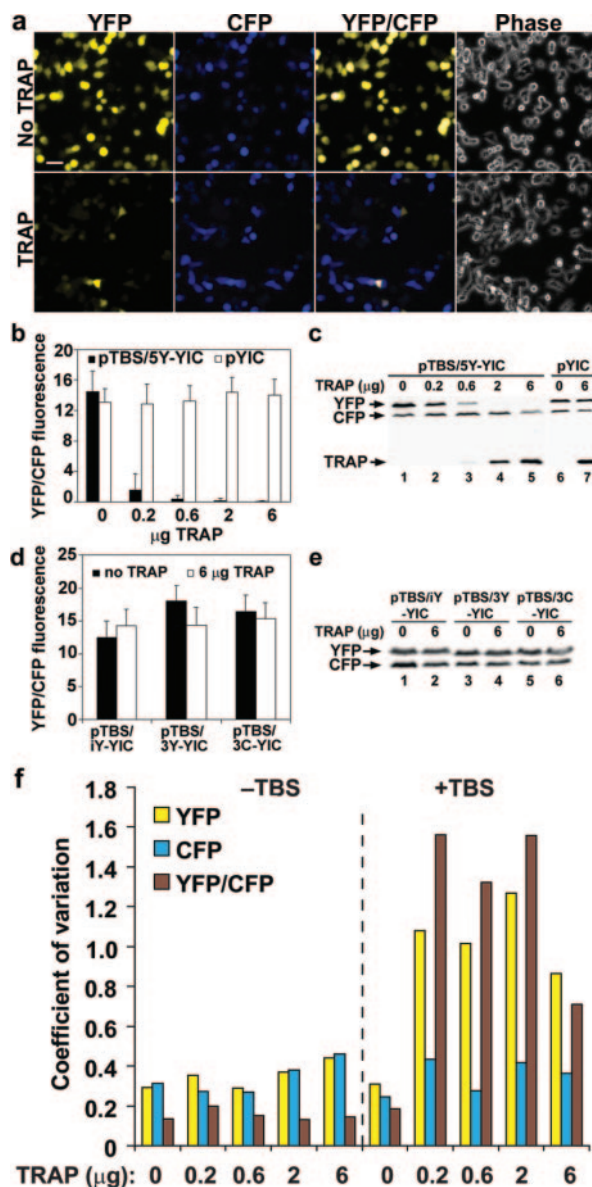 a YFP CFP YFP/CFP Phase
No TRAP
TRAP
b
pTBS/5Y-YIC pYIC
YFP/CFP fluorescence
20
16
12
8
4
0
0 0.2 0.6 2 6
µg TRAP
c
pTBS/5Y-YIC pYIC
TRAP (µg) 0 0.2 0.6 2 6 0 6
YFP
CFP
TRAP
1 2 3 4 5 6 7
d
no TRAP 6 µg TRAP
YFP/CFP fluorescence
25
20
15
10
5
0
pTBS/ pTBS/ pTBS/
iY-YIC 3Y-YIC 3C-YIC
e
pTBS/iY pTBS/3Y pTBS/3C
-YIC -YIC -YIC
TRAP (µg) 0 6 0 6 0 6
YFP
CFP
1 2 3 4 5 6
f
–TBS +TBS
YFP
CFP
YFP/CFP
Coefficient of variation
1.8
1.6
1.4
1.2
1.0
0.8
0.6
0.4
0.2
0
TRAP (µg): 0 0.2 0.6 2 6 0 0.2 0.6 2 6